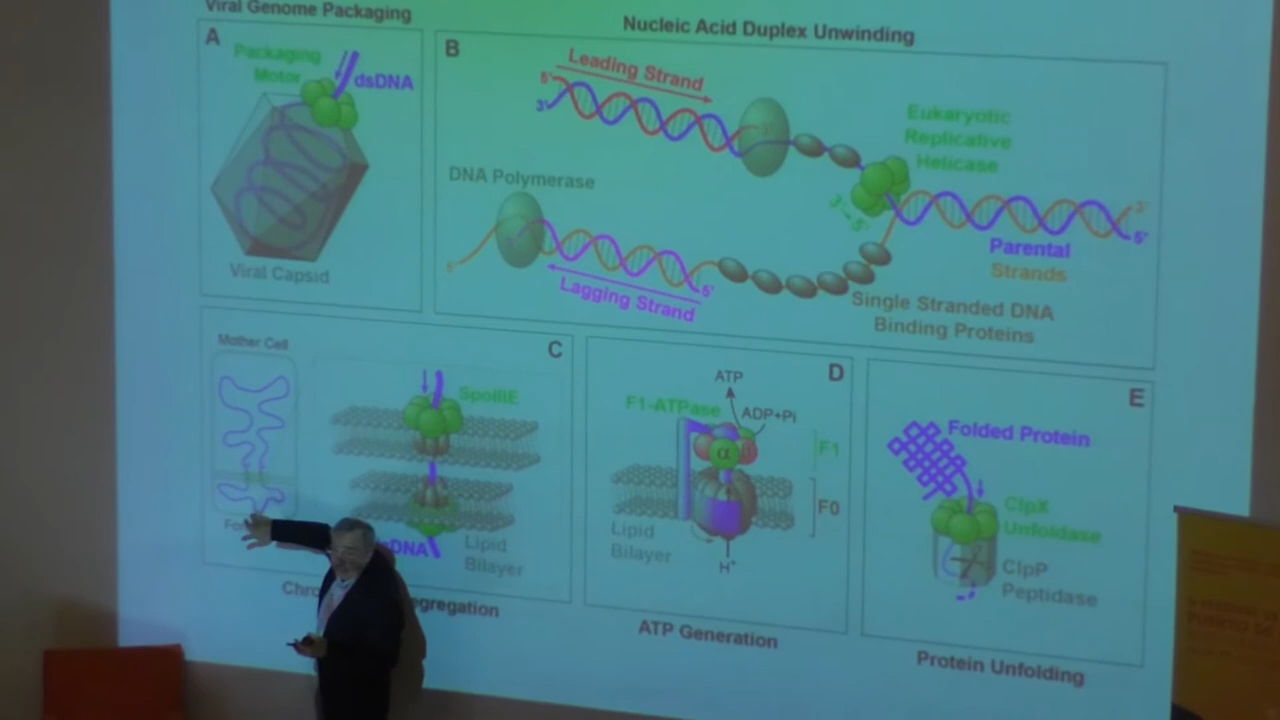 Viral Genome Packaging
Nucleic Acid Duplex Unwinding
A
Packaging
Motor
dsDNA
Viral Capsid
B
Leading Strand
5'
3'
Eukaryotic
Replicative
Helicase
DNA Polymerase
3'→5'
3'
5'
Parental
Strands
5'
Lagging Strand
5'
Single Stranded DNA
Binding Proteins
C
Mother Cell
SpoIIIE
Lipid
Bilayer
D
ATP
F1-ATPase
ADP+Pi
α
F1
F0
Lipid
Bilayer
H+
ATP Generation
E
Folded Protein
ClpX
Unfoldase
ClpP
Peptidase
Protein Unfolding